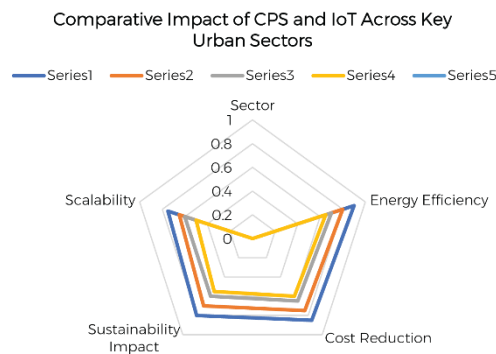 Comparative Impact of CPS and IoT Across Key
Urban Sectors
Series1 Series2 Series3 Series4 Series5
Sector
1
0.8
0.6
0.4
0.2
0
Scalability
Energy Efficiency
Sustainability
Impact
Cost Reduction